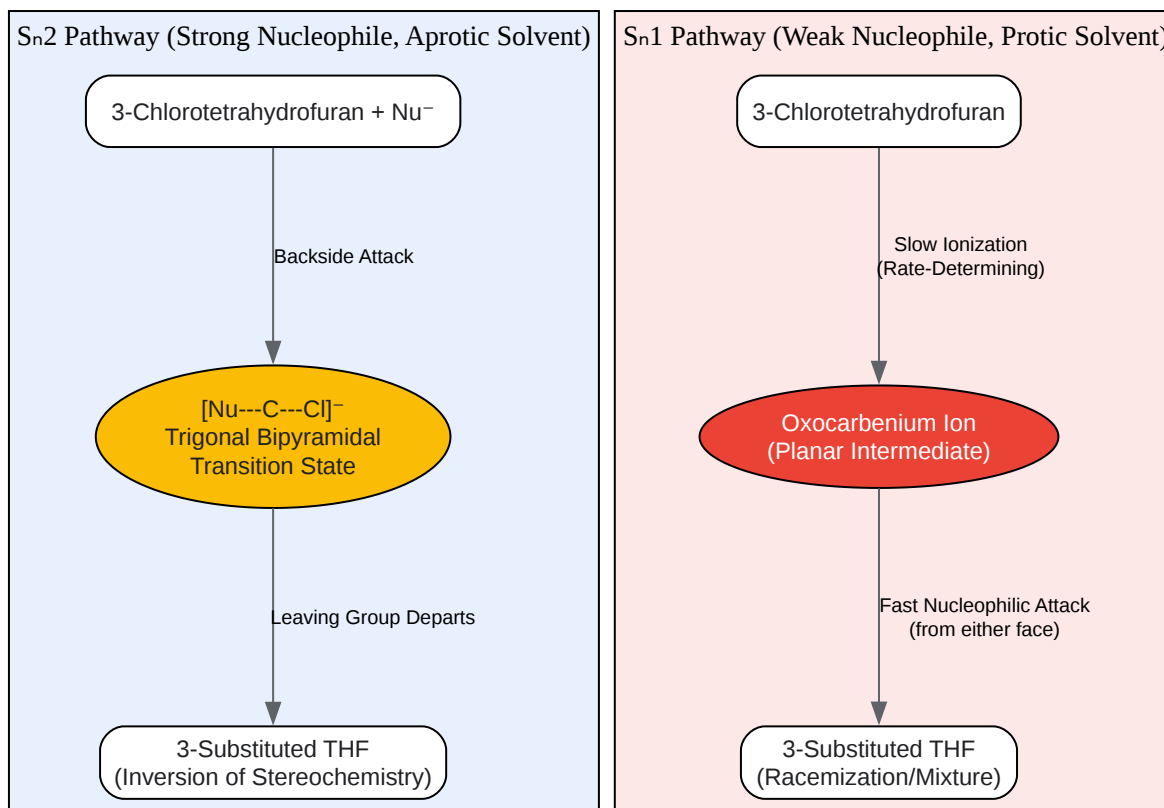 Sₙ2 Pathway (Strong Nucleophile, Aprotic Solvent)
3-Chlorotetrahydrofuran + Nu⁻
Backside Attack
[Nu---C---Cl]⁻
Trigonal Bipyramidal
Transition State
Leaving Group Departs
3-Substituted THF
(Inversion of Stereochemistry)
Sₙ1 Pathway (Weak Nucleophile, Protic Solvent)
3-Chlorotetrahydrofuran
Slow Ionization
(Rate-Determining)
Oxocarbenium Ion
(Planar Intermediate)
Fast Nucleophilic Attack
(from either face)
3-Substituted THF
(Racemization/Mixture)